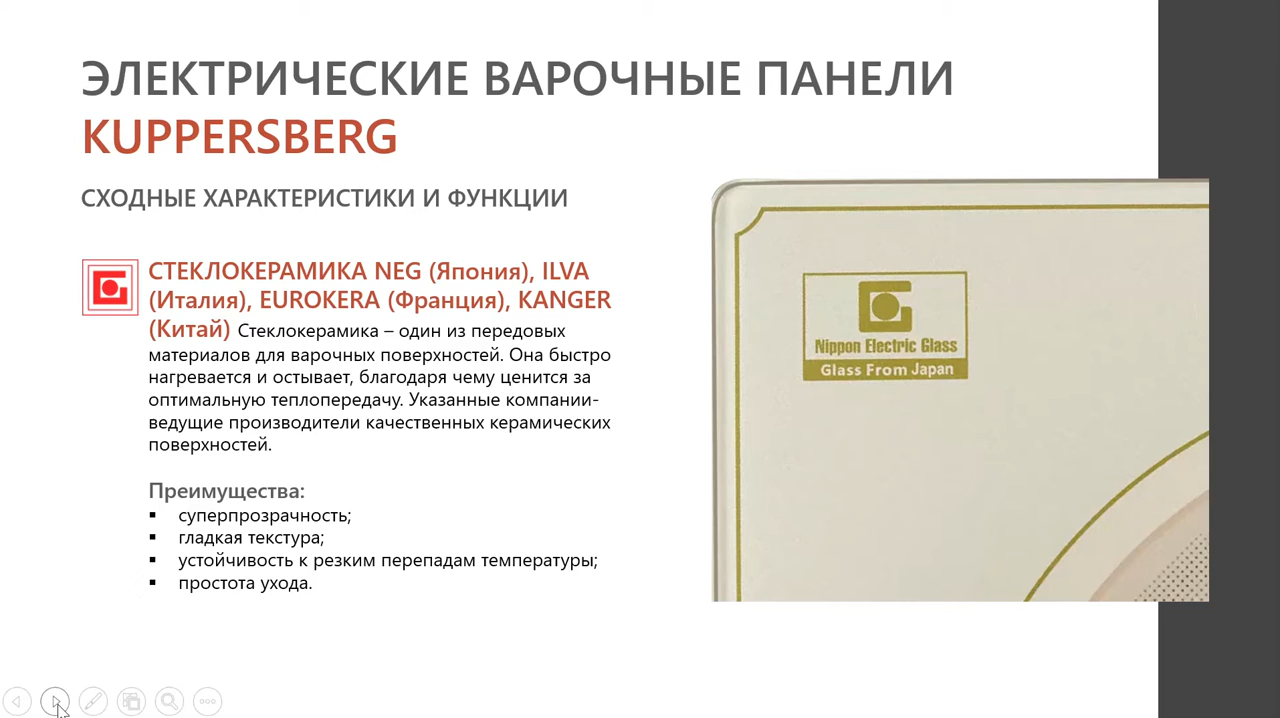 ЭЛЕКТРИЧЕСКИЕ ВАРОЧНЫЕ ПАНЕЛИ
KUPPERSBERG
СХОДНЫЕ ХАРАКТЕРИСТИКИ И ФУНКЦИИ
СТЕКЛОКЕРАМИКА NEG (Япония), ILVA
(Италия), EUROKERA (Франция), KANGER
(Китай) Стеклокерамика – один из передовых
материалов для варочных поверхностей. Она быстро
нагревается и остывает, благодаря чему ценится за
оптимальную теплопередачу. Указанные компании-
ведущие производители качественных керамических
поверхностей.
Преимущества:
▪ суперпрозрачность;
▪ гладкая текстура;
▪ устойчивость к резким перепадам температуры;
▪ простота ухода.
Nippon Electric Glass
Glass From Japan